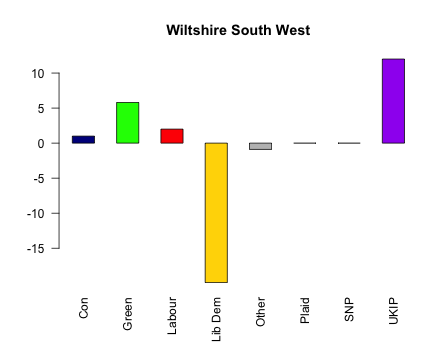 Wiltshire South West
10
5
0
-5
-10
-15
Con
Green
Labour
Lib Dem
Other
Plaid
SNP
UKIP